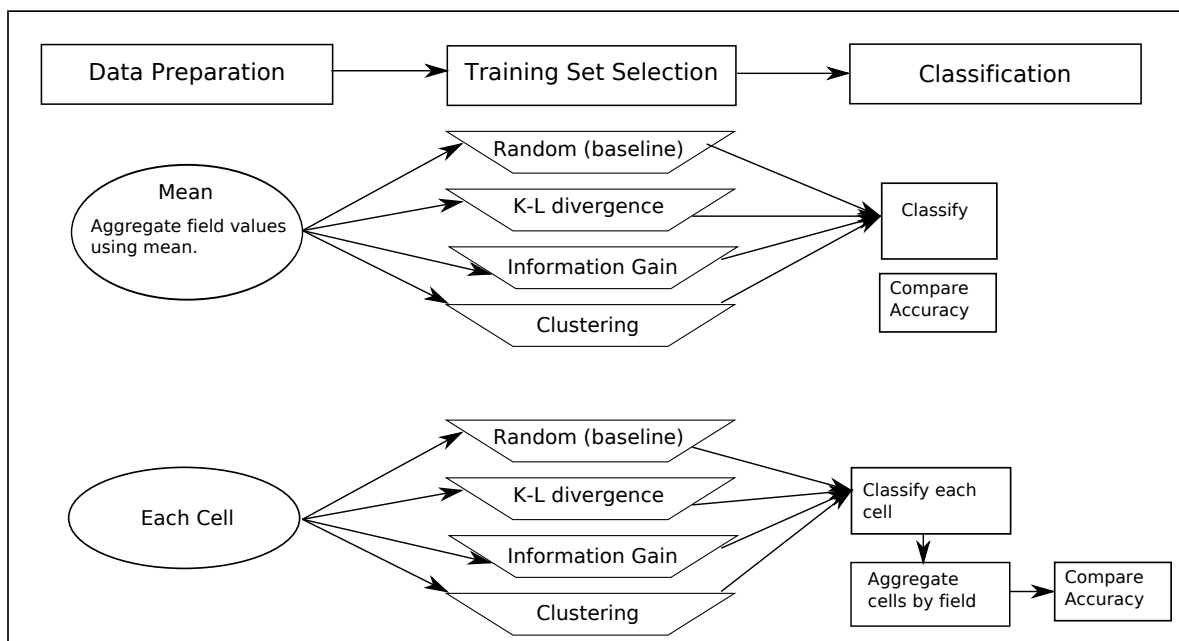 Data Preparation
Training Set Selection
Classification
Mean
Aggregate field values
using mean.
Random (baseline)
K-L divergence
Information Gain
Clustering
Classify
Compare
Accuracy
Each Cell
Random (baseline)
K-L divergence
Information Gain
Clustering
Classify each
cell
Aggregate
cells by field
Compare
Accuracy